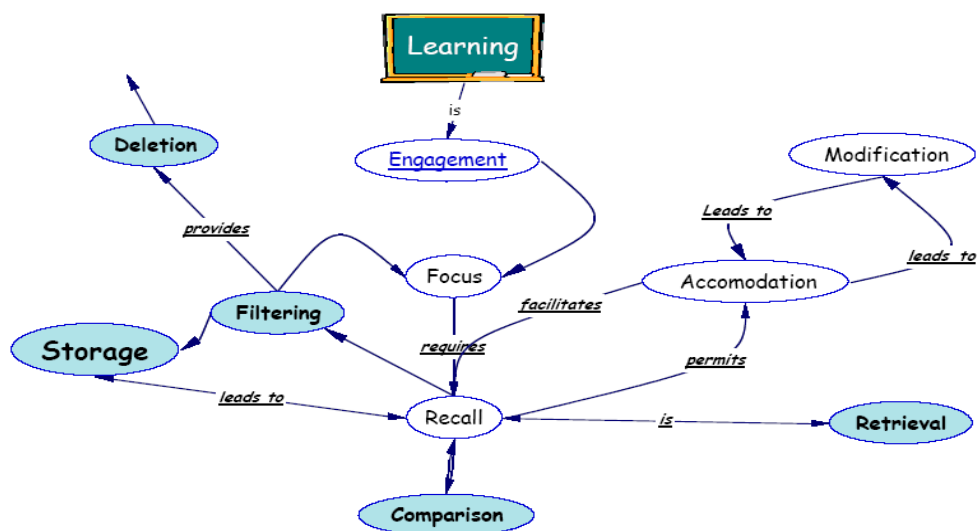 Learning
is
Deletion
Engagement
Modification
provides
Leads to
leads to
Focus
Accomodation
Filtering
facilitates
Storage
requires
permits
leads to
Recall
is
Retrieval
Comparison